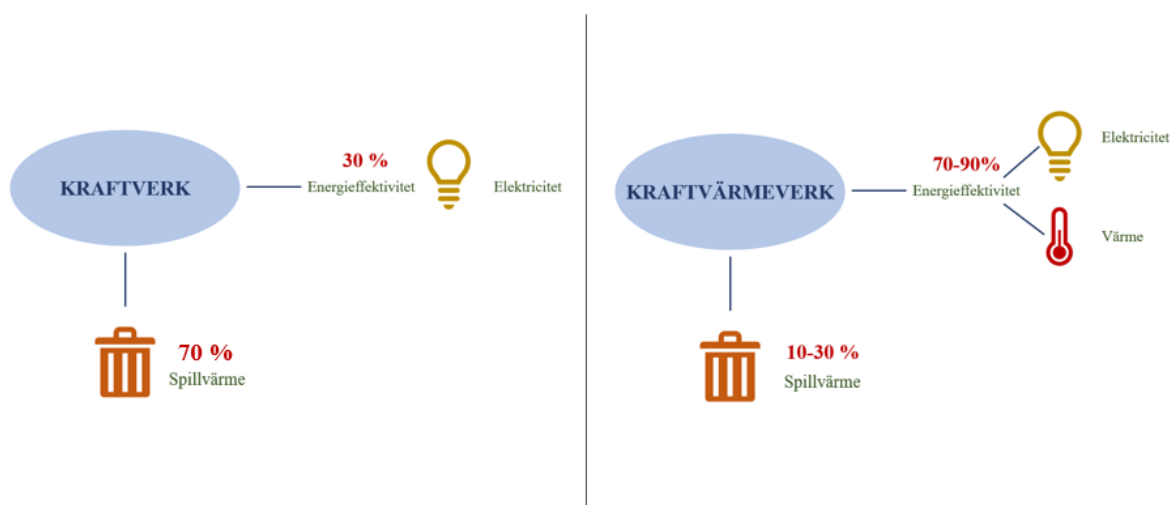 KRAFTVERK
30 %
Energieffektivitet
Elektricitet
70 %
Spillvärme
KRAFTVÄRMEVERK
70-90%
Energieffektivitet
Elektricitet
Värme
10-30 %
Spillvärme